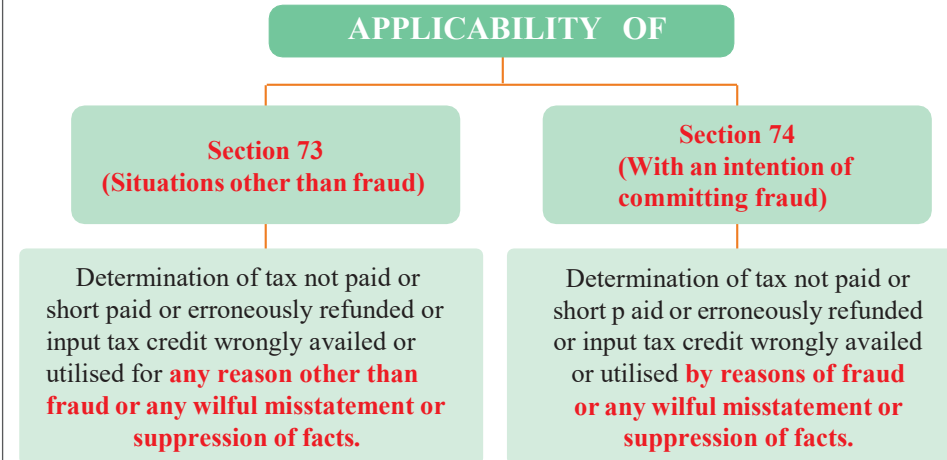 APPLICABILITY OF
Section 73
(Situations other than fraud)
Section 74
(With an intention of
committing fraud)
Determination of tax not paid or
short paid or erroneously refunded or
input tax credit wrongly availed or
utilised for any reason other than
fraud or any wilful misstatement or
suppression of facts.
Determination of tax not paid or
short p aid or erroneously refunded
or input tax credit wrongly availed
or utilised by reasons of fraud
or any wilful misstatement or
suppression of facts.